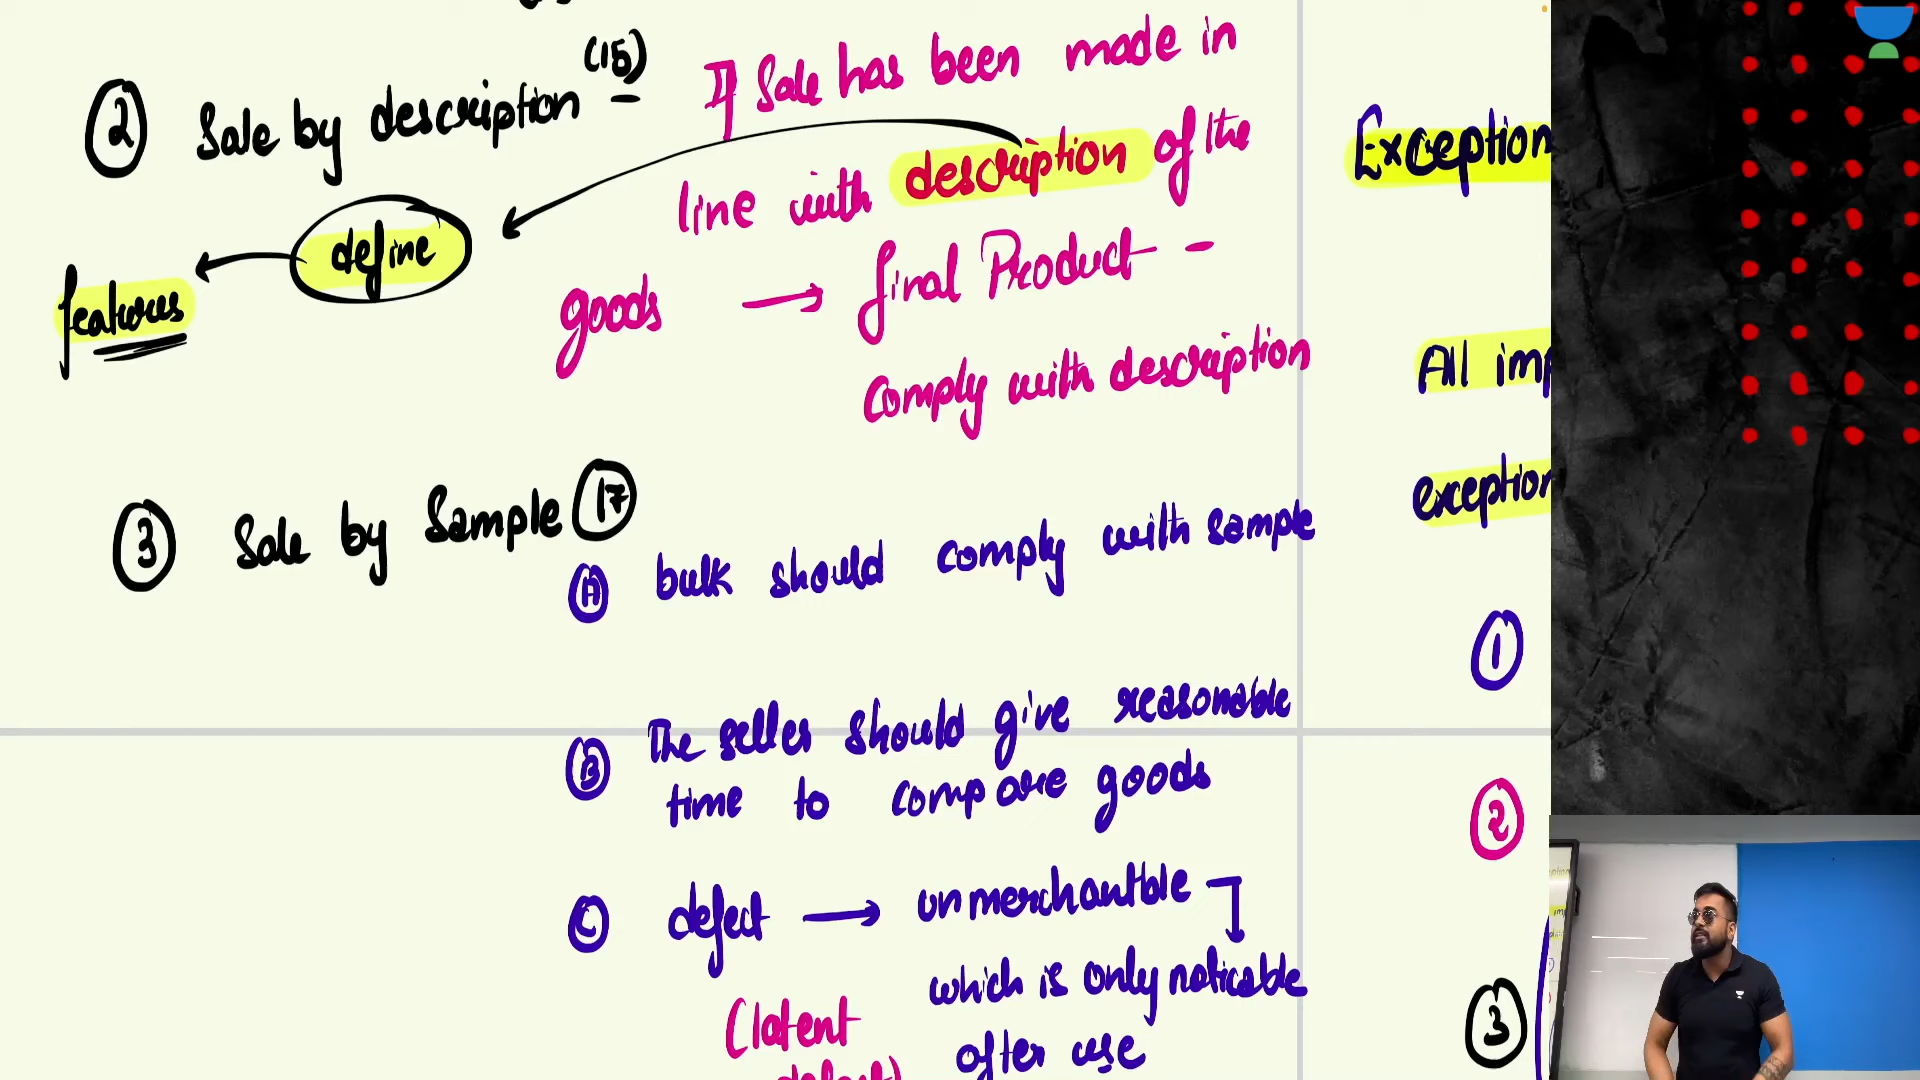 ② Sale by description (15)
If Sale has been made in
line with description of the
goods → final Product -
comply with description
define
features
③ Sale by Sample ⑰
Ⓐ bulk should comply with sample
Ⓑ The seller should give reasonable
time to compare goods
Ⓒ defect → unmerchantble
which is only noticable
after use
(latent
Exception
All imp
exception
①
②
③